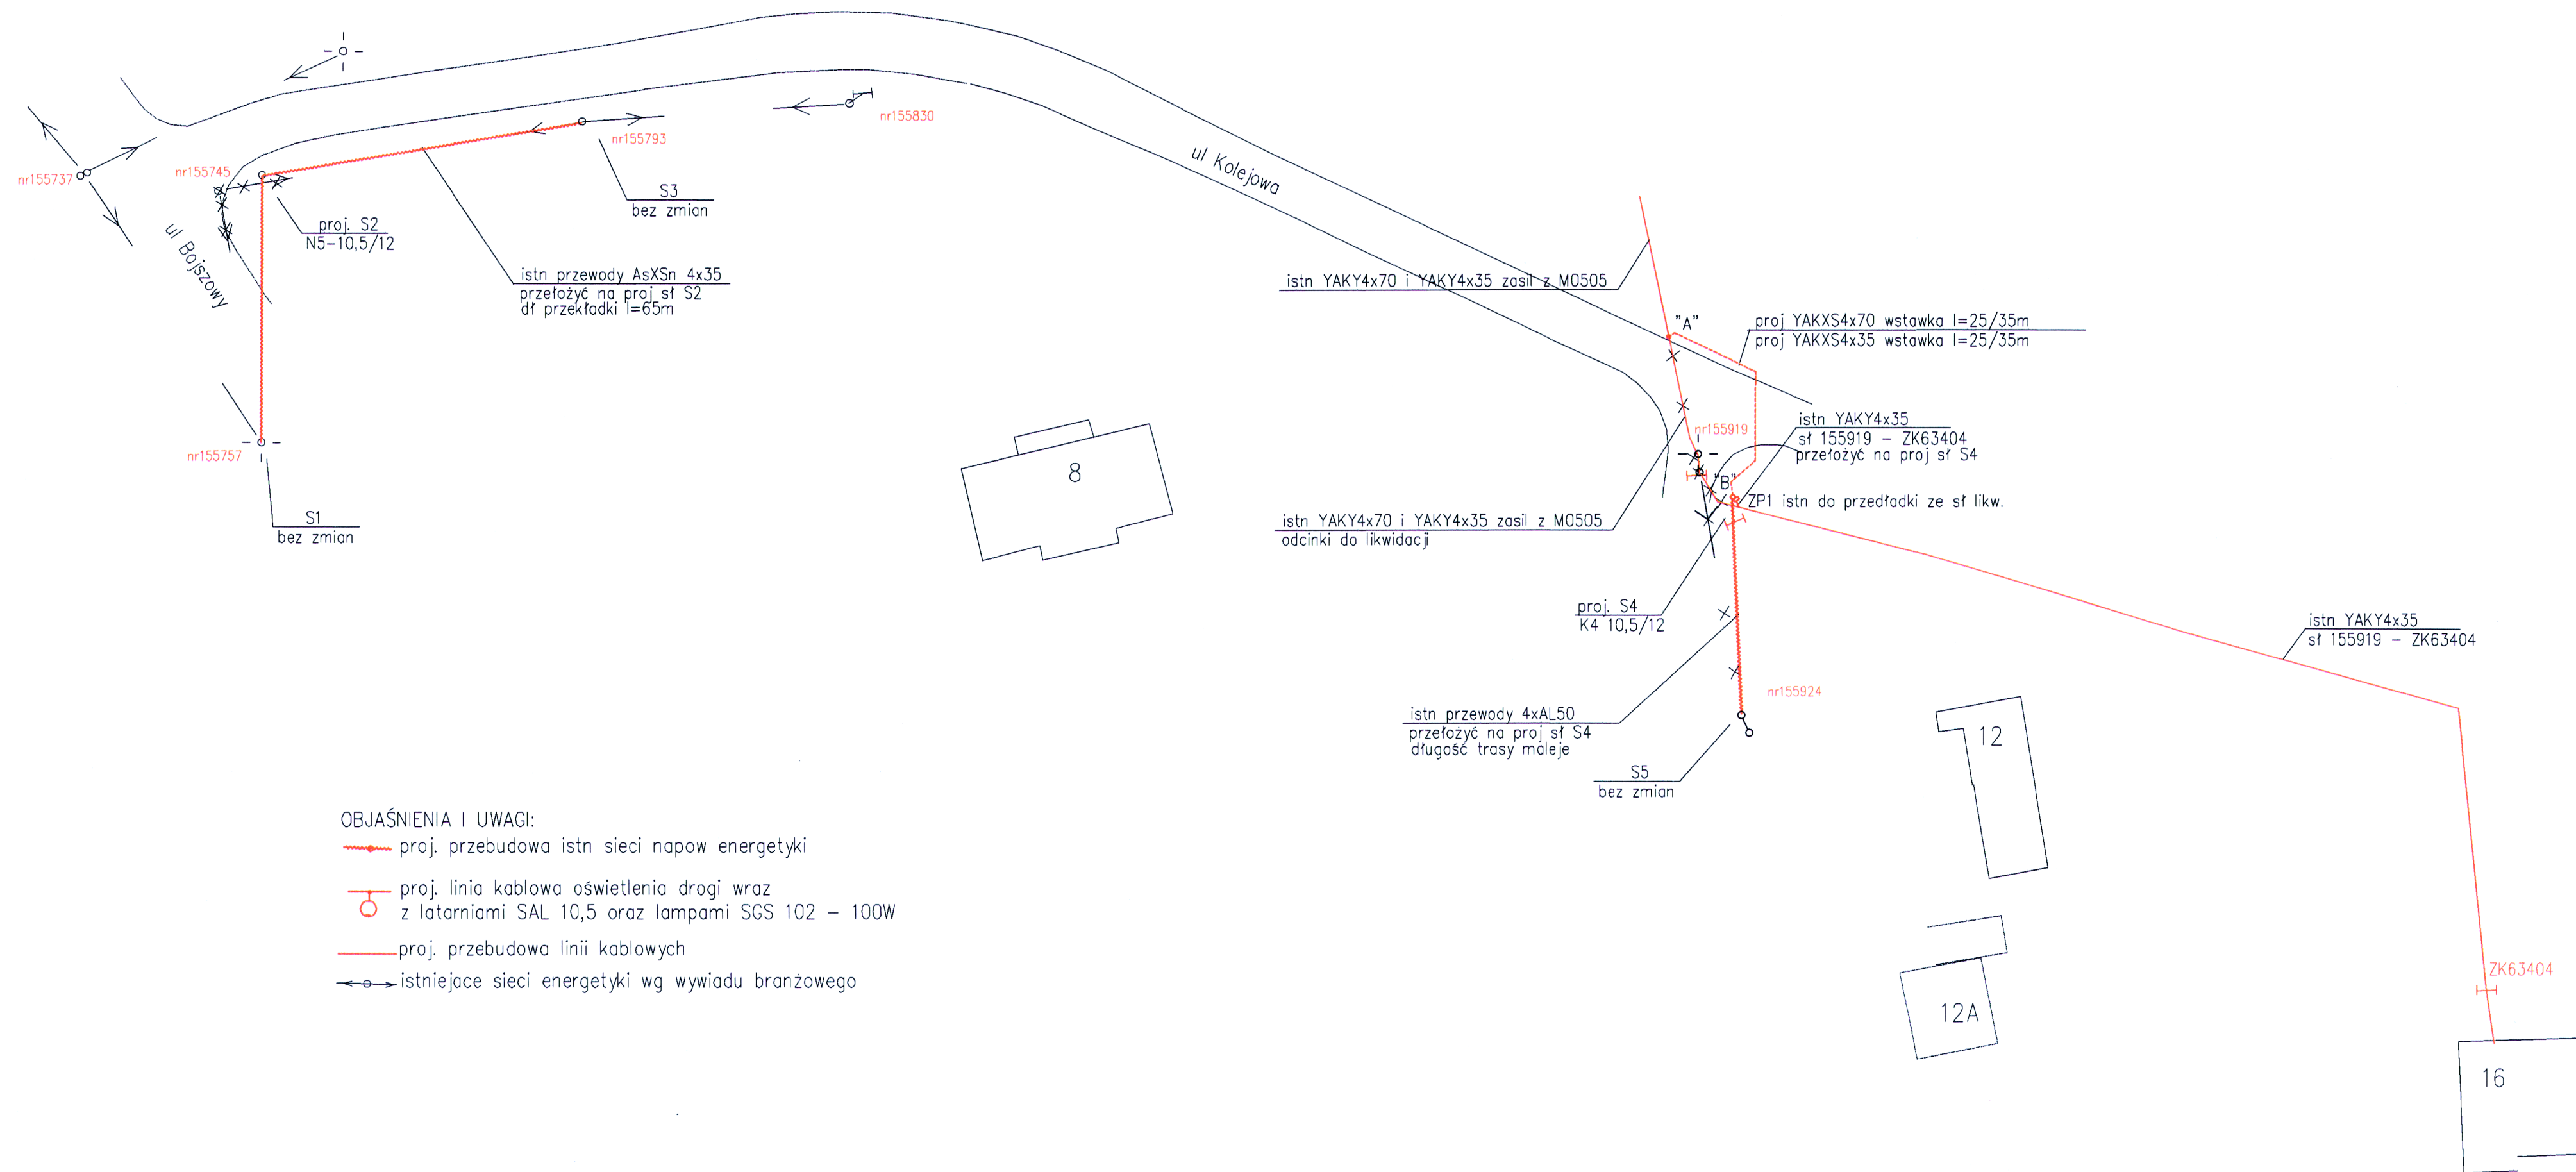 nr155737
nr155745
nr155793
nr155830
S3
bez zmian
proj. S2
N5-10,5/12
ul Bojszowy
ul Kolejowa
istn przewody AsXSn 4x35
przełożyć na proj sł S2
dł przekładki l=65m
nr155757
S1
bez zmian
8
istn YAKY4x70 i YAKY4x35 zasil z M0505
"A"
proj YAKXS4x70 wstawka l=25/35m
proj YAKXS4x35 wstawka l=25/35m
nr155919
istn YAKY4x35
sł 155919 - ZK63404
przełożyć na proj sł S4
"B"
ZP1 istn do przedładki ze sł likw.
istn YAKY4x70 i YAKY4x35 zasil z M0505
odcinki do likwidacji
proj. S4
K4 10,5/12
istn YAKY4x35
sł 155919 - ZK63404
nr155924
istn przewody 4xAL50
przełożyć na proj sł S4
długość trasy maleje
S5
bez zmian
12
12A
ZK63404
16
OBJAŚNIENIA I UWAGI:
proj. przebudowa istn sieci napow energetyki
proj. linia kablowa oświetlenia drogi wraz
z latarniami SAL 10,5 oraz lampami SGS 102 - 100W
proj. przebudowa linii kablowych
istniejace sieci energetyki wg wywiadu branżowego